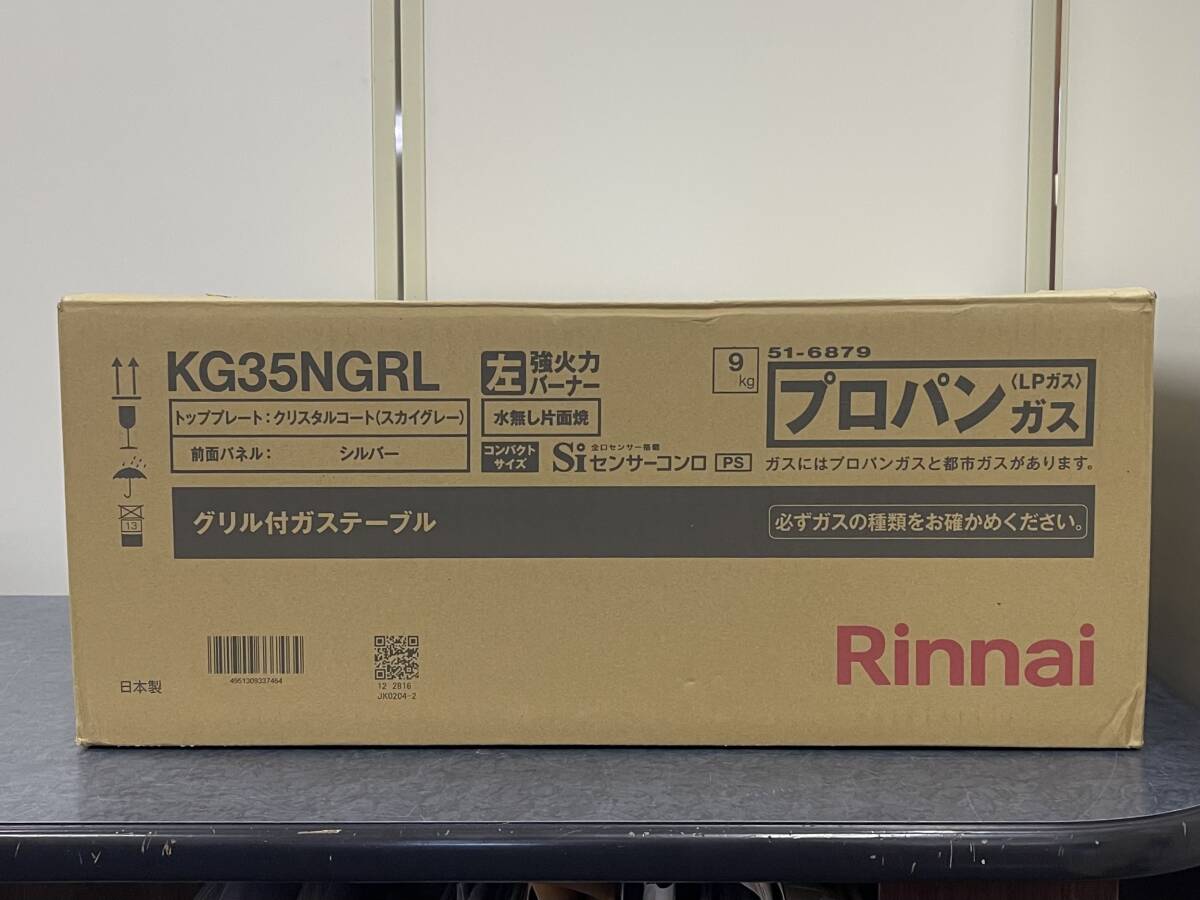 KG35NGRL
トッププレート：クリスタルコート(スカイグレー)
前面パネル： シルバー
左 強火力バーナー
水無し片面焼
コンパクトサイズ
全口センサー搭載
Siセンサーコンロ PS
9kg
51-6879
プロパンガス〈LPガス〉
ガスにはプロパンガスと都市ガスがあります。
13
グリル付ガステーブル
必ずガスの種類をお確かめください。
日本製
4951309337464
12 2816
JK0204-2
Rinnai